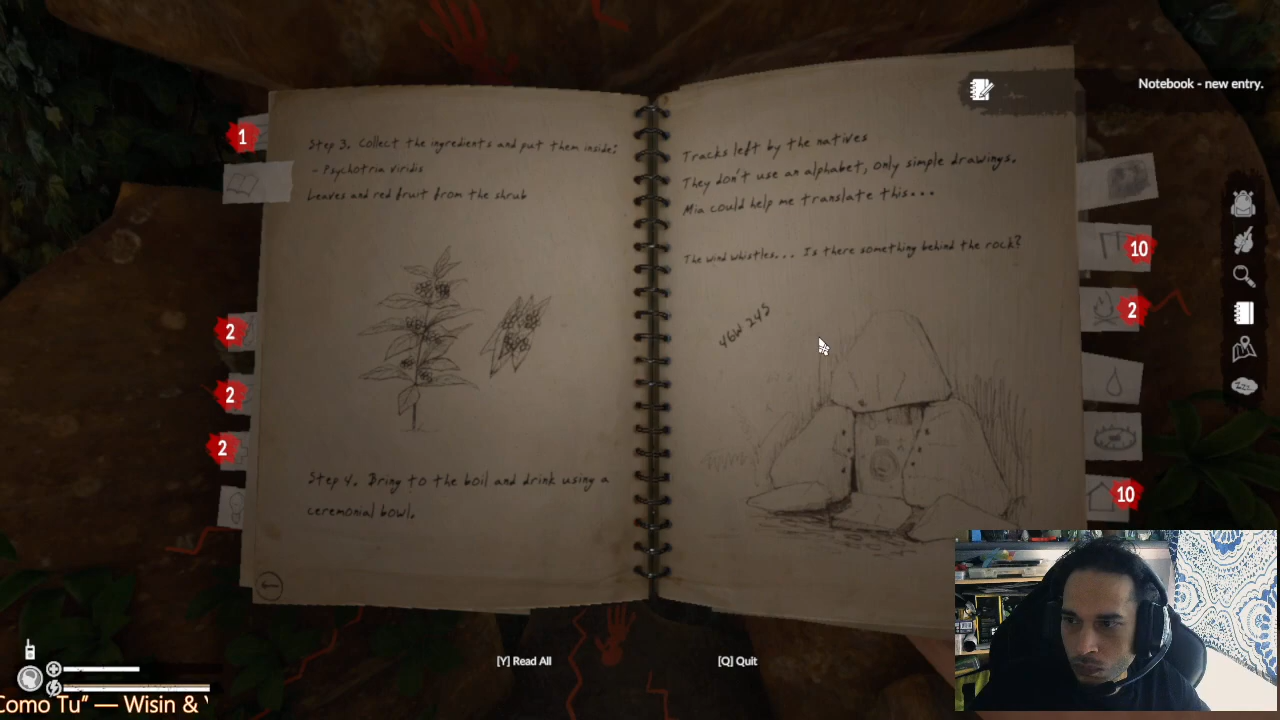 Notebook - new entry.
1
Step 3. Collect the ingredients and put them inside:
- Psychotria viridis
Leaves and red fruit from the shrub
2
2
2
Step 4. Bring to the boil and drink using a
ceremonial bowl.
Tracks left by the natives
They don't use an alphabet, only simple drawings.
Mia could help me translate this...
The wind whistles... Is there something behind the rock?
46W 24S
10
2
10
[Y] Read All
[Q] Quit
Como Tu" — Wisin &